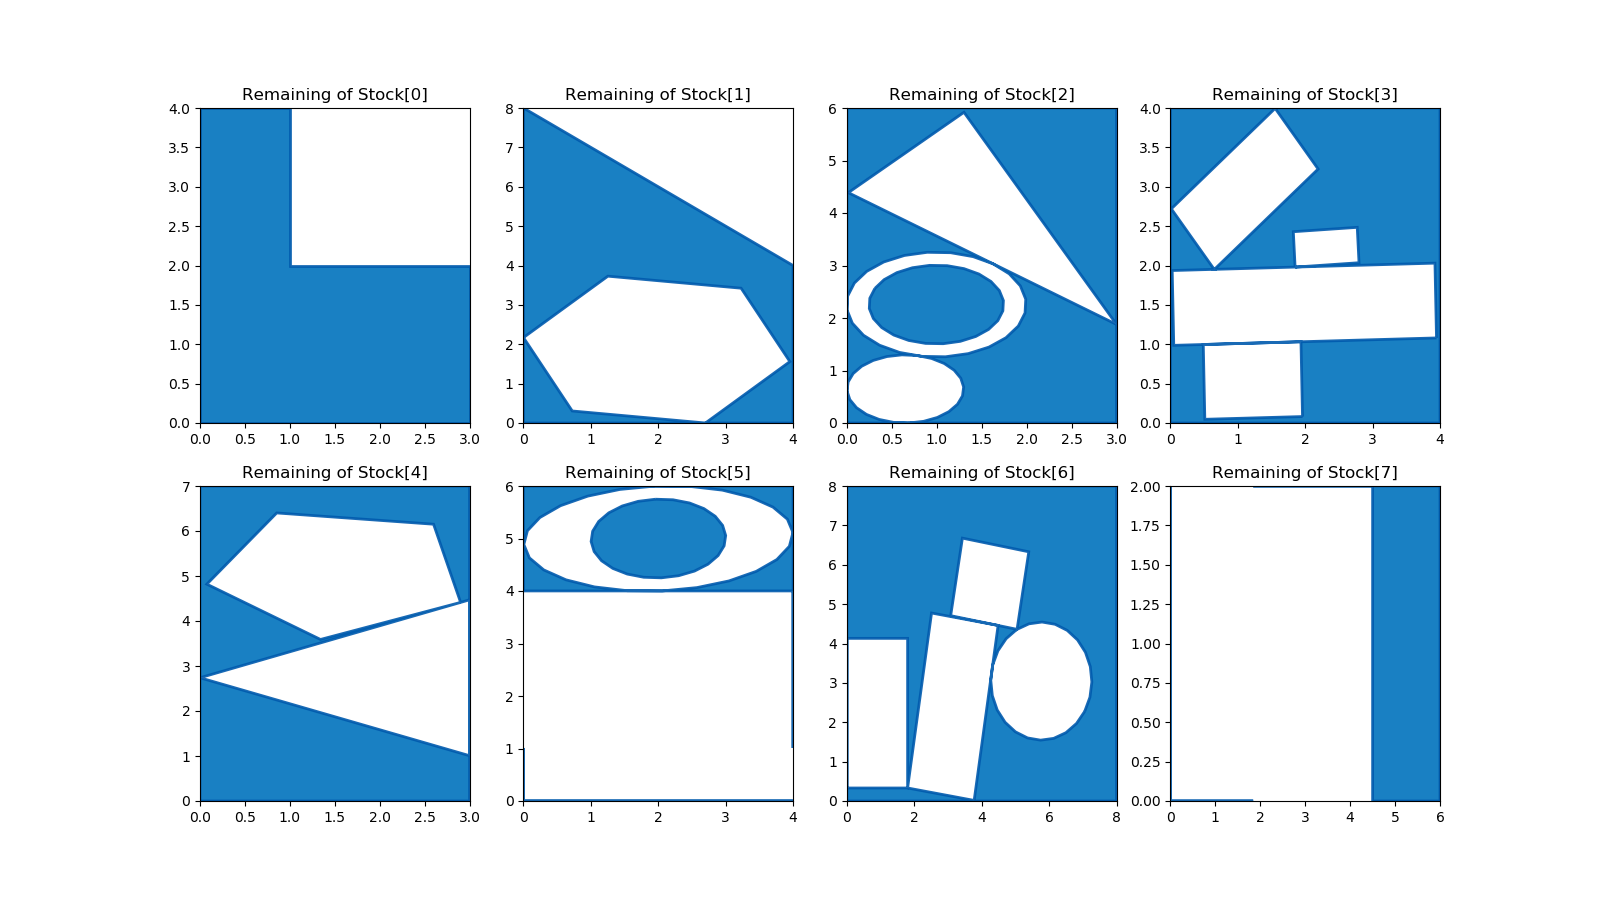 Remaining of Stock[0] Remaining of Stock[1] Remaining of Stock[2] Remaining of Stock[3]
4.0 8 6 4.0
3.5 7 3.5
5
3.0 6 3.0
2.5 5 4 2.5
2.0 4 3 2.0
1.5 3 1.5
2
1.0 2 1.0
0.5 1 1 0.5
0.0 0 0 0.0
0.0 0.5 1.0 1.5 2.0 2.5 3.0 0 1 2 3 4 0.0 0.5 1.0 1.5 2.0 2.5 3.0 0 1 2 3 4
Remaining of Stock[4] Remaining of Stock[5] Remaining of Stock[6] Remaining of Stock[7]
7 6 8 2.00
6 7 1.75
5 5 6 1.50
4 4 5 1.25
3 3 4 1.00
2 2 3 0.75
2 0.50
1 1 1 0.25
0 0 0 0.00
0.0 0.5 1.0 1.5 2.0 2.5 3.0 0 1 2 3 4 0 2 4 6 8 0 1 2 3 4 5 6